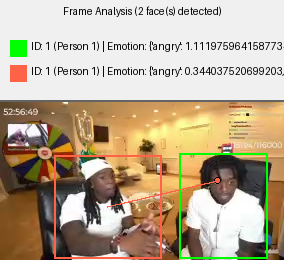 Frame Analysis (2 face(s) detected)
ID: 1 (Person 1) | Emotion: {'angry': 1.111975964158773
ID: 1 (Person 1) | Emotion: {'angry': 0.344037520699203,
52:56:49